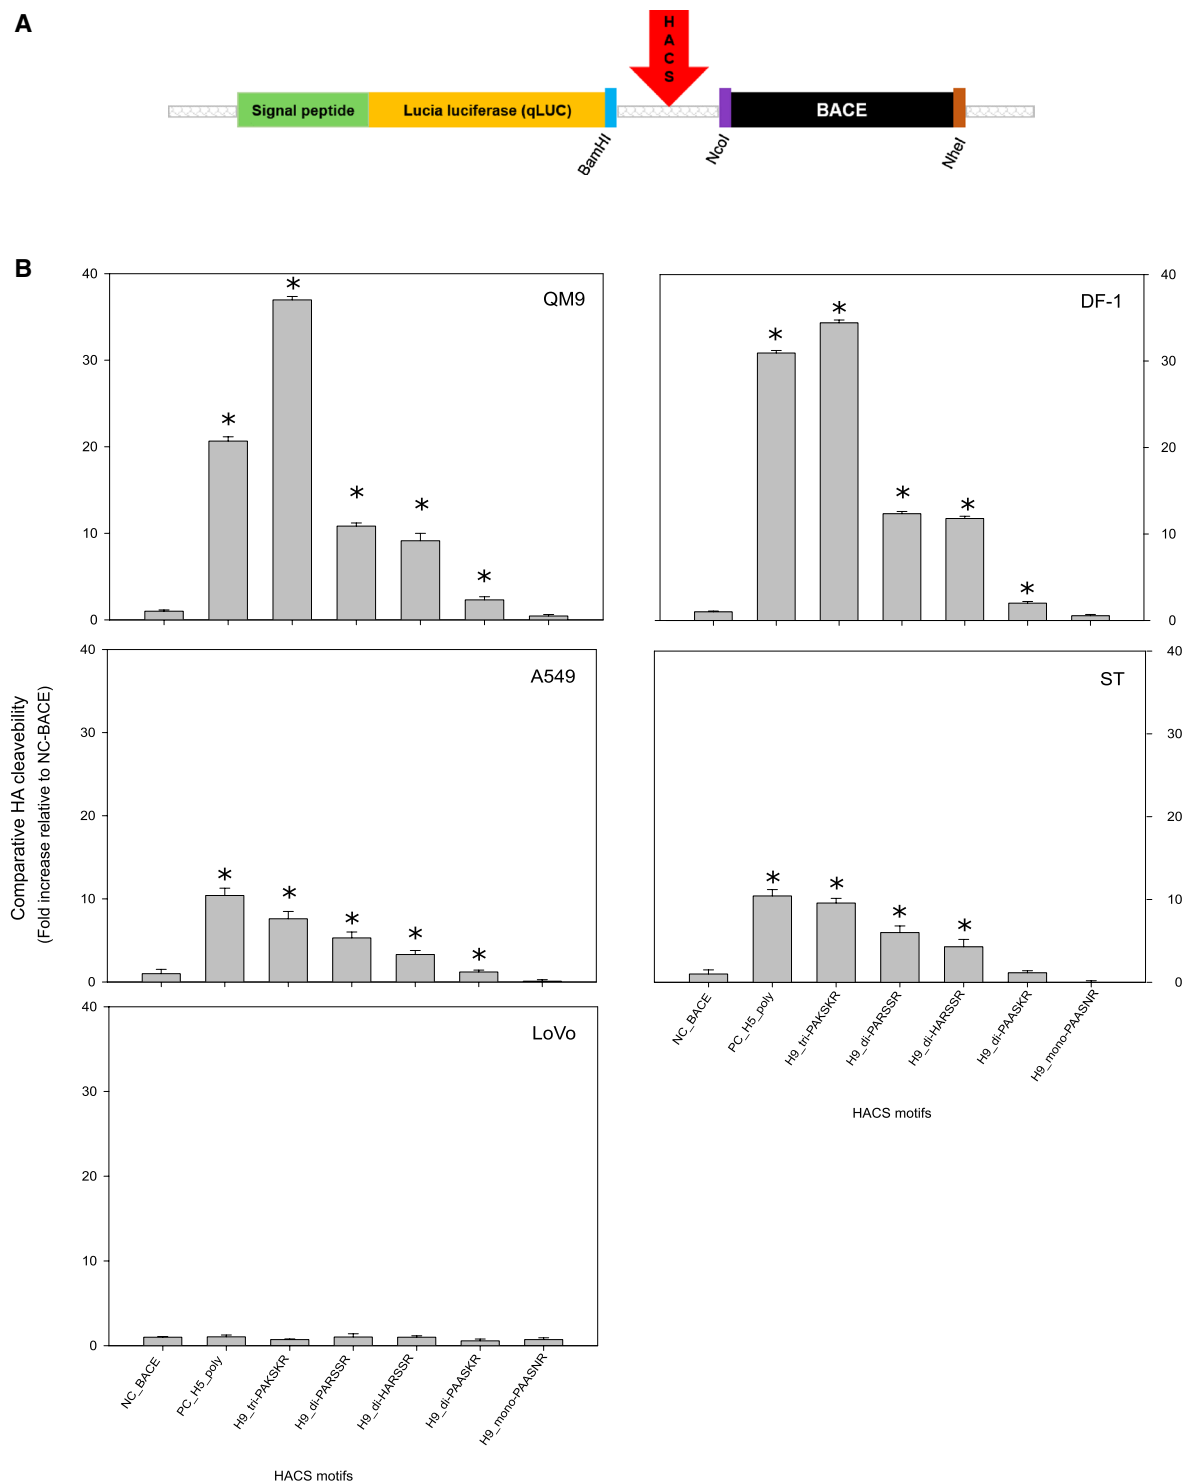 A
H
A
C
S
Signal peptide
Lucia luciferase (qLUC)
BACE
BamHI
NcoI
NheI
B
Comparative HA cleavebility
(Fold increase relative to NC-BACE)
40
30
20
10
0
QM9
*
*
*
*
*
40
30
20
10
0
DF-1
*
*
*
*
*
40
30
20
10
0
A549
*
*
*
*
*
40
30
20
10
0
ST
*
*
*
*
NC_BACE
PC_H5_poly
H9_tri-PAKSKR
H9_di-PARSSR
H9_di-HARSSR
H9_di-PAASKR
H9_mono-PAASNR
HACS motifs
40
30
20
10
0
LoVo
NC_BACE
PC_H5_poly
H9_tri-PAKSKR
H9_di-PARSSR
H9_di-HARSSR
H9_di-PAASKR
H9_mono-PAASNR
HACS motifs